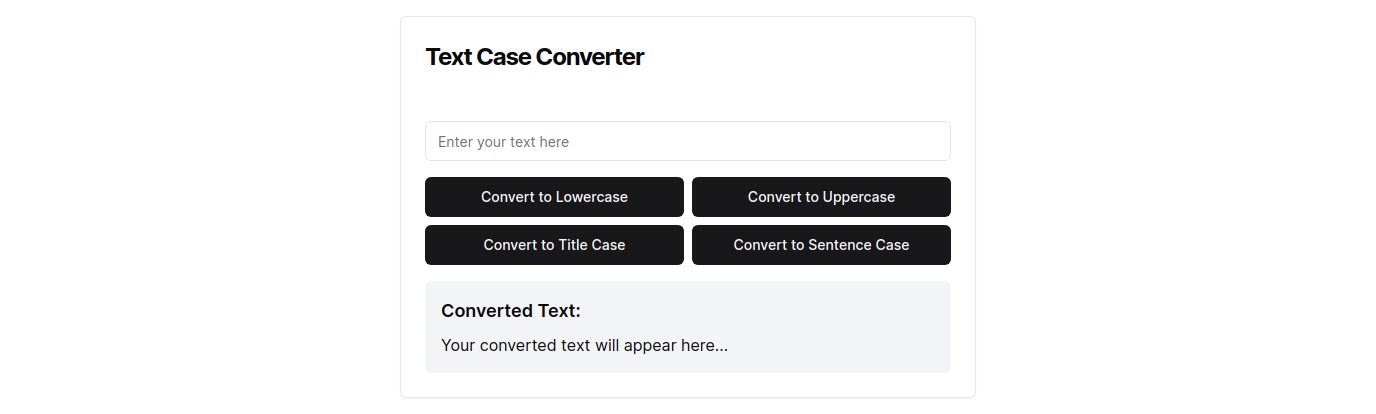 Text Case Converter
Enter your text here
Convert to Lowercase
Convert to Uppercase
Convert to Title Case
Convert to Sentence Case
Converted Text:
Your converted text will appear here...